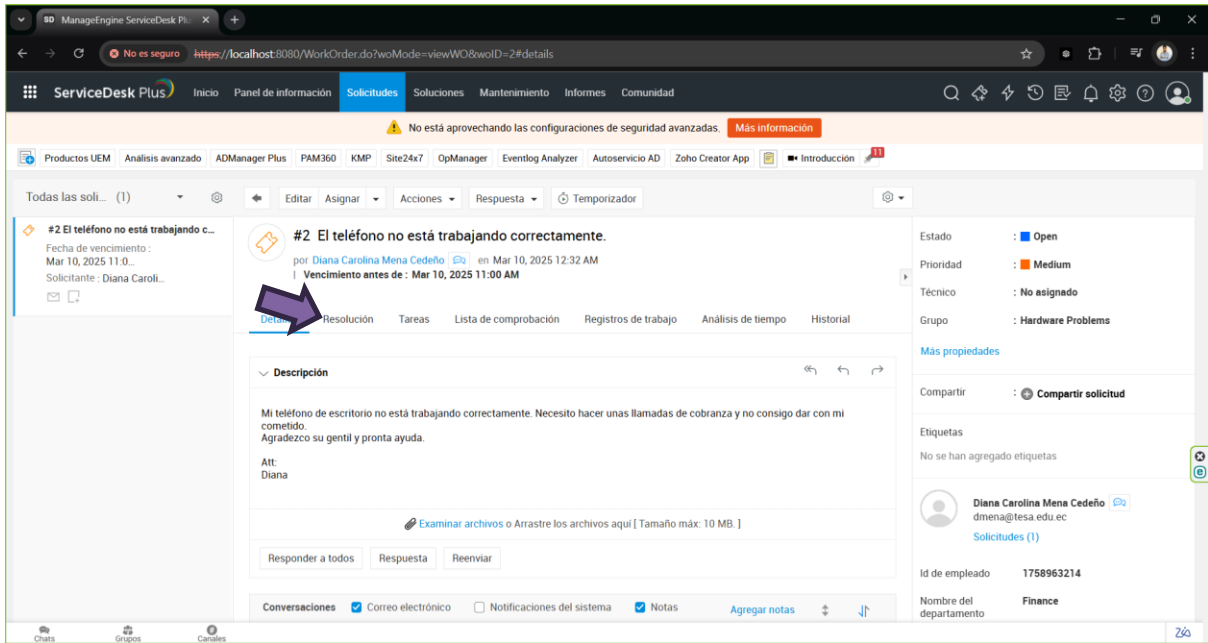 SD ManageEngine ServiceDesk Plu
No es seguro https://localhost:8080/WorkOrder.do?woMode=viewWO&woID=2#details
ServiceDesk Plus Inicio Panel de información Solicitudes Soluciones Mantenimiento Informes Comunidad
No está aprovechando las configuraciones de seguridad avanzadas. Más información
Productos UEM Análisis avanzado ADManager Plus PAM360 KMP Site24x7 OpManager Eventlog Analyzer Autoservicio AD Zoho Creator App Introducción 11
Todas las soli... (1)
Editar Asignar Acciones Respuesta Temporizador
#2 El teléfono no está trabajando c...
Fecha de vencimiento :
Mar 10, 2025 11:0...
Solicitante : Diana Caroli...
#2 El teléfono no está trabajando correctamente.
por Diana Carolina Mena Cedeño en Mar 10, 2025 12:32 AM
| Vencimiento antes de : Mar 10, 2025 11:00 AM
Resolución Tareas Lista de comprobación Registros de trabajo Análisis de tiempo Historial
Descripción
Mi teléfono de escritorio no está trabajando correctamente. Necesito hacer unas llamadas de cobranza y no consigo dar con mi
cometido.
Agradezco su gentil y pronta ayuda.
Att:
Diana
Examinar archivos o Arrastre los archivos aquí [ Tamaño máx: 10 MB. ]
Responder a todos Respuesta Reenviar
Conversaciones Correo electrónico Notificaciones del sistema Notas Agregar notas
Estado : Open
Prioridad : Medium
Técnico : No asignado
Grupo : Hardware Problems
Más propiedades
Compartir : Compartir solicitud
Etiquetas
No se han agregado etiquetas
Diana Carolina Mena Cedeño
dmena@tesa.edu.ec
Solicitudes (1)
Id de empleado 1758963214
Nombre del
departamento Finance
Chats Grupos Canales